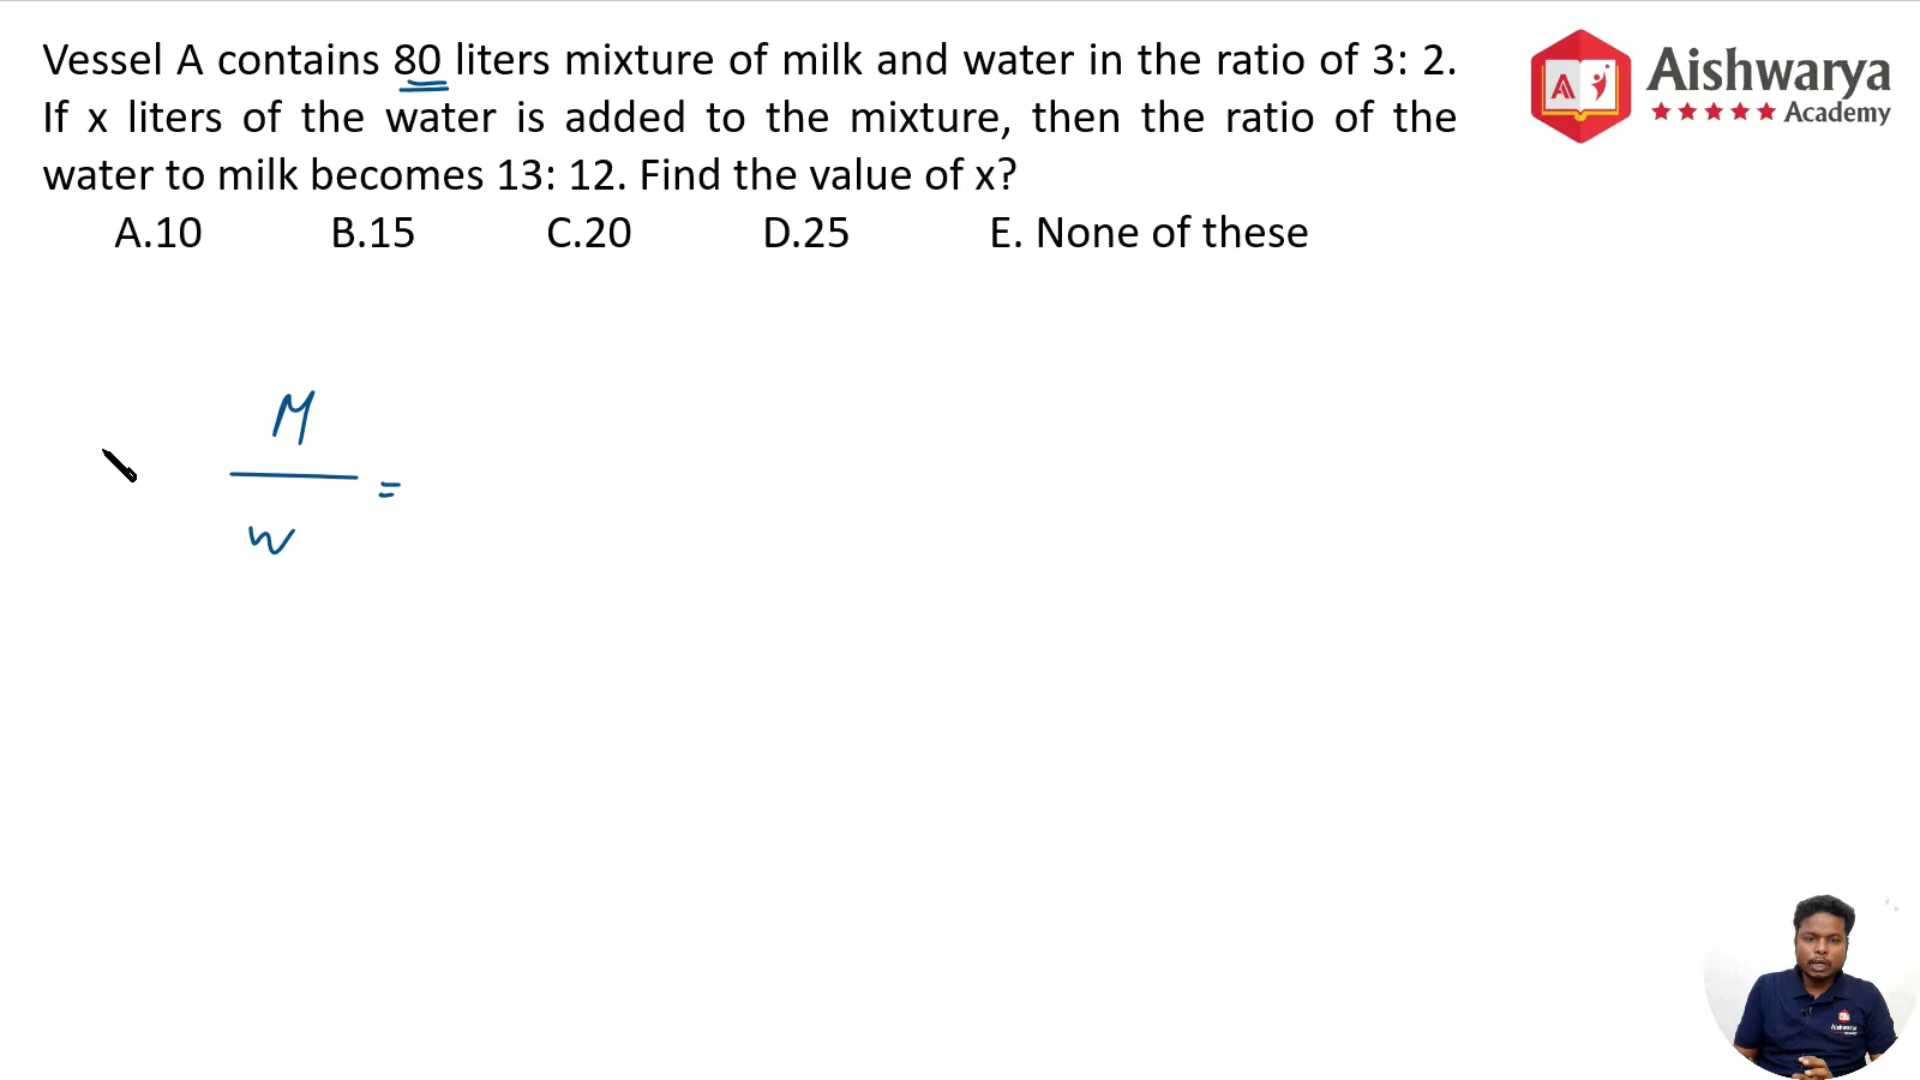 Vessel A contains 80 liters mixture of milk and water in the ratio of 3: 2.
If x liters of the water is added to the mixture, then the ratio of the
water to milk becomes 13: 12. Find the value of x?
A.10 B.15 C.20 D.25 E. None of these
Aishwarya
Academy
M
=
W